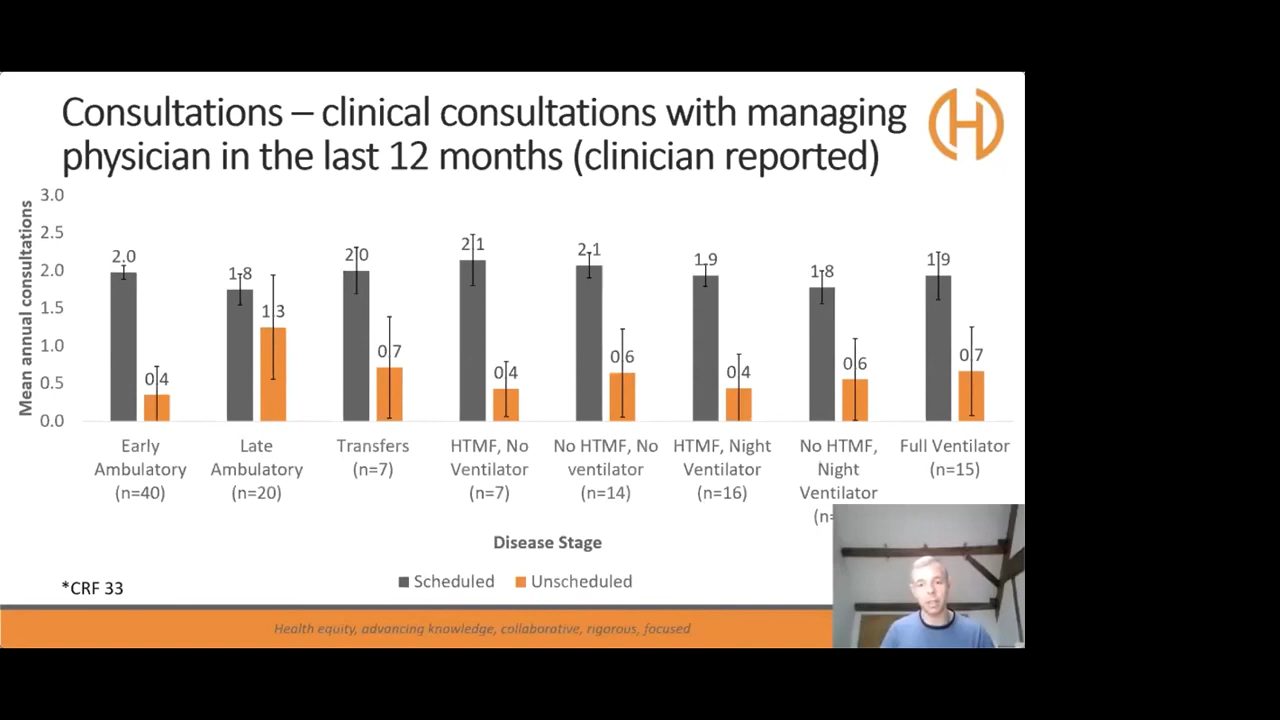 Consultations – clinical consultations with managing
physician in the last 12 months (clinician reported)
H
Mean annual consultations
3.0
2.5
2.0
1.5
1.0
0.5
0.0
2.0
0.4
1.8
1.3
2.0
0.7
2.1
0.4
2.1
0.6
1.9
0.4
1.8
0.6
1.9
0.7
Early
Ambulatory
(n=40)
Late
Ambulatory
(n=20)
Transfers
(n=7)
HTMF, No
Ventilator
(n=7)
No HTMF, No
ventilator
(n=14)
HTMF, Night
Ventilator
(n=16)
No HTMF,
Night
Ventilator
(n=
Full Ventilator
(n=15)
Disease Stage
Scheduled
Unscheduled
*CRF 33
Health equity, advancing knowledge, collaborative, rigorous, focused